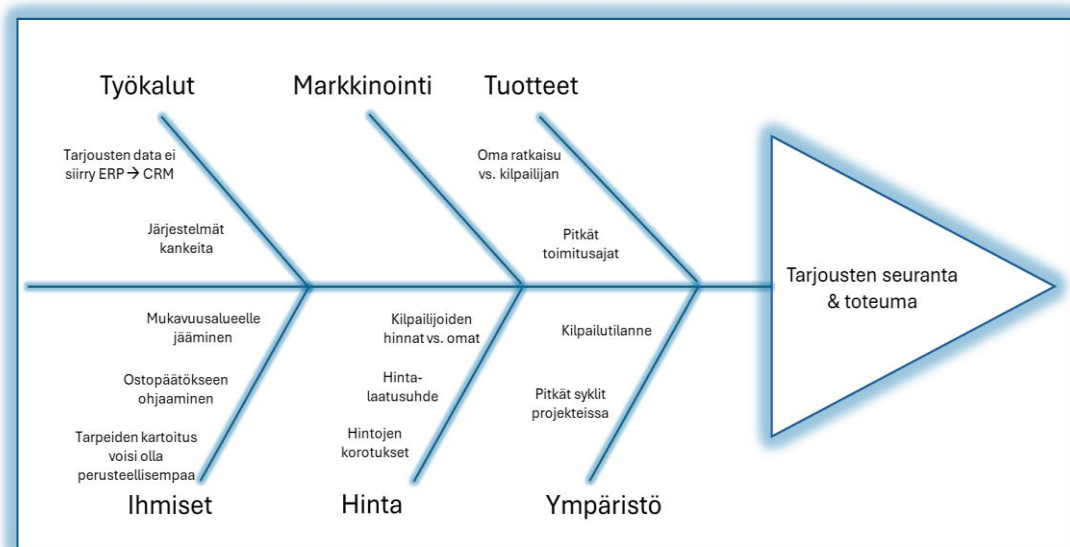 Työkalut
Markkinointi
Tuotteet
Tarjousten data ei
siirry ERP → CRM
Järjestelmät
kankeita
Oma ratkaisu
vs. kilpailijan
Pitkät
toimitusajat
Tarjousten seuranta
& toteuma
Mukavuusalueelle
jääminen
Ostopäätökseen
ohjaaminen
Tarpeiden kartoitus
voisi olla
perusteellisempaa
Kilpailijoiden
hinnat vs. omat
Hinta-
laatusuhde
Hintojen
korotukset
Kilpailutilanne
Pitkät syklit
projekteissa
Ihmiset
Hinta
Ympäristö